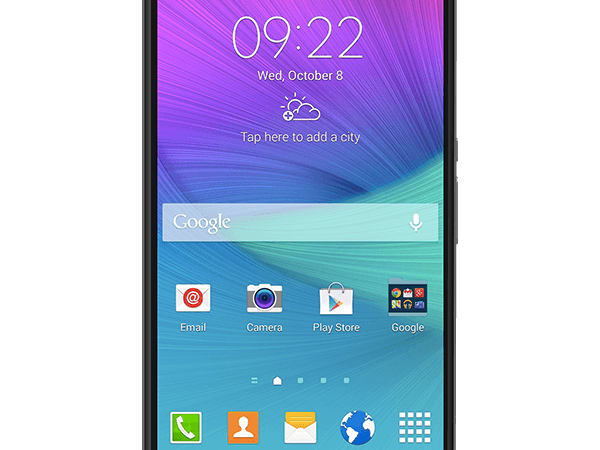 09:22
Wed, October 8
Tap here to add a city
Google
Email
Camera
Play Store
Google